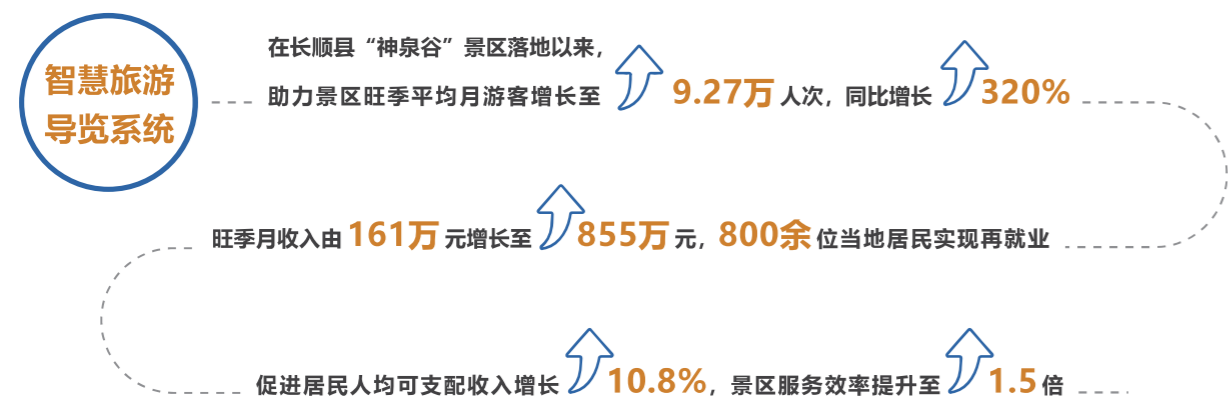 智慧旅游
导览系统
在长顺县“神泉谷”景区落地以来，
助力景区旺季平均月游客增长至 9.27万人次，同比增长 320%
旺季月收入由 161万元增长至 855万元，800余位当地居民实现再就业
促进居民人均可支配收入增长 10.8%，景区服务效率提升至 1.5倍